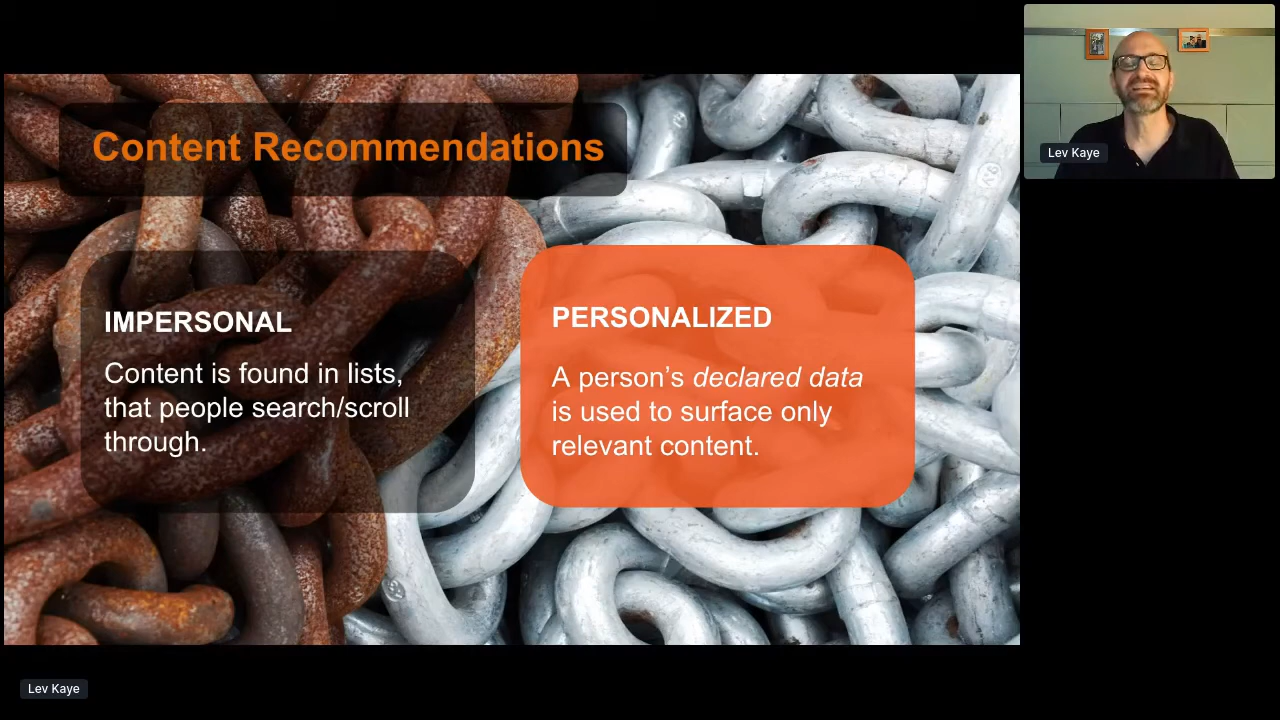 Content Recommendations
IMPERSONAL
Content is found in lists,
that people search/scroll
through.
PERSONALIZED
A person’s declared data
is used to surface only
relevant content.
Lev Kaye
Lev Kaye